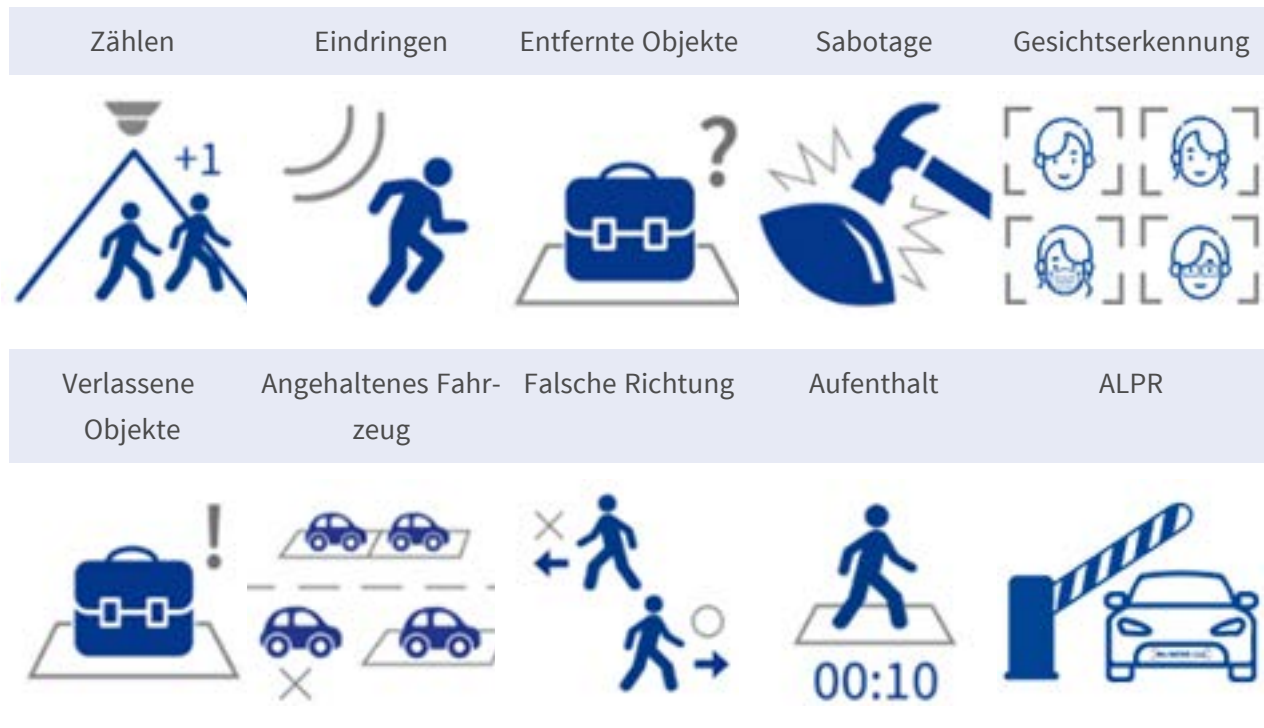 Zählen
Eindringen
Entfernte Objekte
Sabotage
Gesichtserkennung
+1
?
Verlassene
Objekte
Angehaltenes Fahr-
zeug
Falsche Richtung
Aufenthalt
ALPR
!
00:10